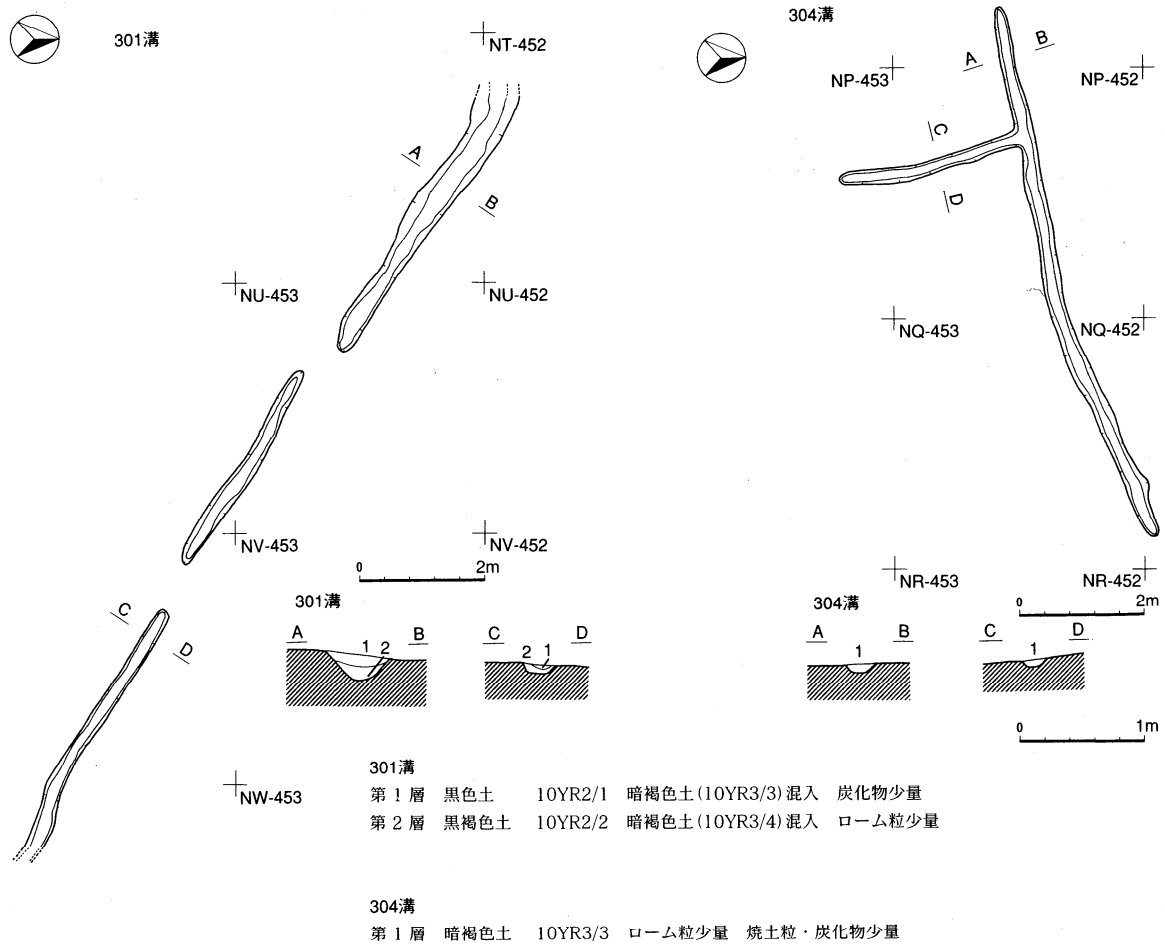 301溝
NT-452
A
B
NU-453
NU-452
NV-453
NV-452
0 2m
C
D
NW-453
304溝
B
A
NP-453
NP-452
C
D
NQ-453
NQ-452
NR-453
NR-452
0 2m
301溝
A 1 2 B
C 2 1 D
304溝
A 1 B
C 1 D
0 1m
301溝
第1層 黒色土 10YR2/1 暗褐色土(10YR3/3)混入 炭化物少量
第2層 黒褐色土 10YR2/2 暗褐色土(10YR3/4)混入 ローム粒少量
304溝
第1層 暗褐色土 10YR3/3 ローム粒少量 焼土粒・炭化物少量